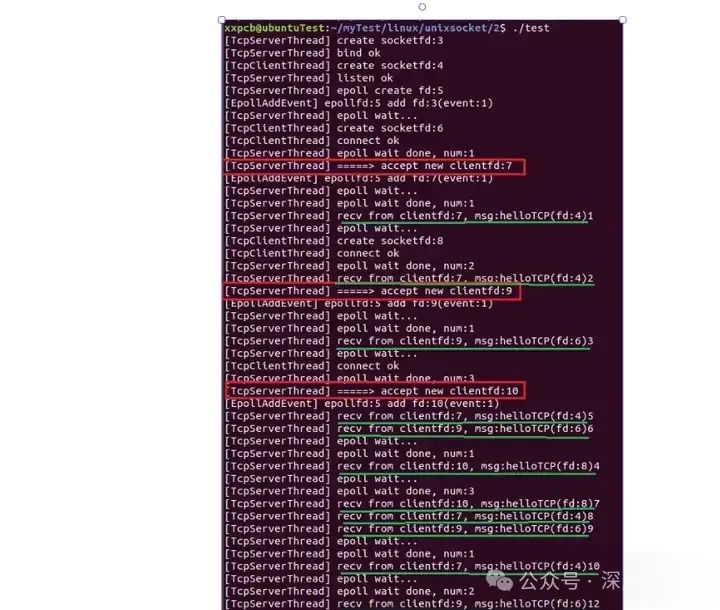 xxpcb@ubuntuTest:~/myTest/linux/unixsocket/2$ ./test
[TcpServerThread] create socketfd:3
[TcpServerThread] bind ok
[TcpClientThread] create socketfd:4
[TcpServerThread] listen ok
[TcpServerThread] epoll create fd:5
[EpollAddEvent] epollfd:5 add fd:3(event:1)
[TcpServerThread] epoll wait...
[TcpClientThread] create socketfd:6
[TcpClientThread] connect ok
[TcpServerThread] epoll wait done, num:1
[TcpServerThread] =====> accept new clientfd:7
[EpollAddEvent] epollfd:5 add fd:7(event:1)
[TcpServerThread] epoll wait...
[TcpServerThread] epoll wait done, num:1
[TcpServerThread] recv from clientfd:7, msg:helloTCP(fd:4)1
[TcpServerThread] epoll wait...
[TcpClientThread] create socketfd:8
[TcpClientThread] connect ok
[TcpServerThread] epoll wait done, num:2
[TcpServerThread] recv from clientfd:7, msg:helloTCP(fd:4)2
[TcpServerThread] =====> accept new clientfd:9
[EpollAddEvent] epollfd:5 add fd:9(event:1)
[TcpServerThread] epoll wait...
[TcpServerThread] epoll wait done, num:1
[TcpServerThread] recv from clientfd:9, msg:helloTCP(fd:6)3
[TcpServerThread] epoll wait...
[TcpClientThread] connect ok
[TcpServerThread] epoll wait done, num:3
[TcpServerThread] =====> accept new clientfd:10
[EpollAddEvent] epollfd:5 add fd:10(event:1)
[TcpServerThread] recv from clientfd:7, msg:helloTCP(fd:4)5
[TcpServerThread] recv from clientfd:9, msg:helloTCP(fd:6)6
[TcpServerThread] epoll wait...
[TcpServerThread] epoll wait done, num:1
[TcpServerThread] recv from clientfd:10, msg:helloTCP(fd:8)4
[TcpServerThread] epoll wait...
[TcpServerThread] epoll wait done, num:3
[TcpServerThread] recv from clientfd:10, msg:helloTCP(fd:8)7
[TcpServerThread] recv from clientfd:7, msg:helloTCP(fd:4)8
[TcpServerThread] recv from clientfd:9, msg:helloTCP(fd:6)9
[TcpServerThread] epoll wait...
[TcpServerThread] epoll wait done, num:1
[TcpServerThread] recv from clientfd:7, msg:helloTCP(fd:4)10
[TcpServerThread] epoll wait...
[TcpServerThread] epoll wait done, num:2
[TcpServerThread] recv from clientfd:9, msg:helloTCP(fd:6)12
公众号·深